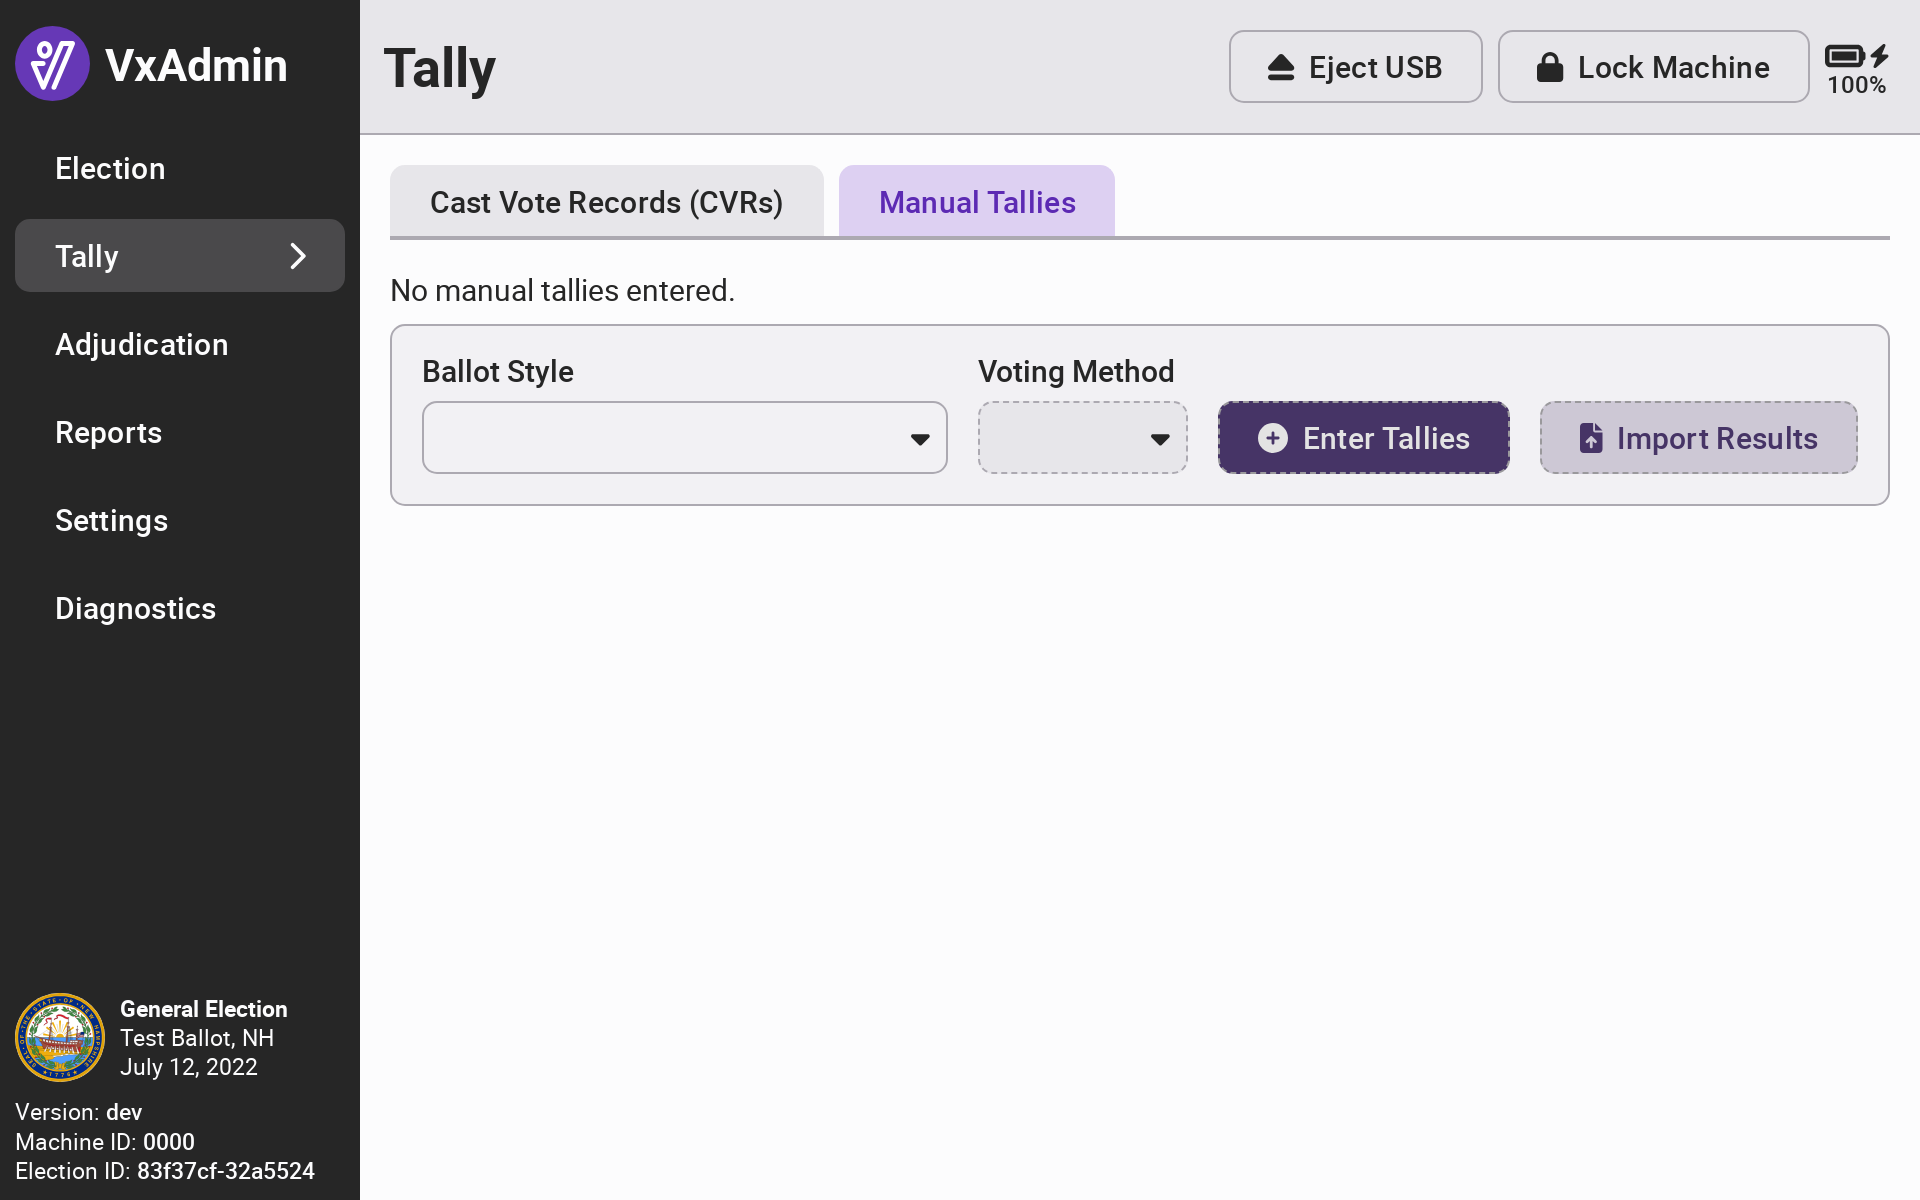 VxAdmin
Election
Tally
Adjudication
Reports
Settings
Diagnostics
General Election
Test Ballot, NH
July 12, 2022
Version: dev
Machine ID: 0000
Election ID: 83f37cf-32a5524
Tally
Eject USB
Lock Machine
100%
Cast Vote Records (CVRs)
Manual Tallies
No manual tallies entered.
Ballot Style
Voting Method
Enter Tallies
Import Results